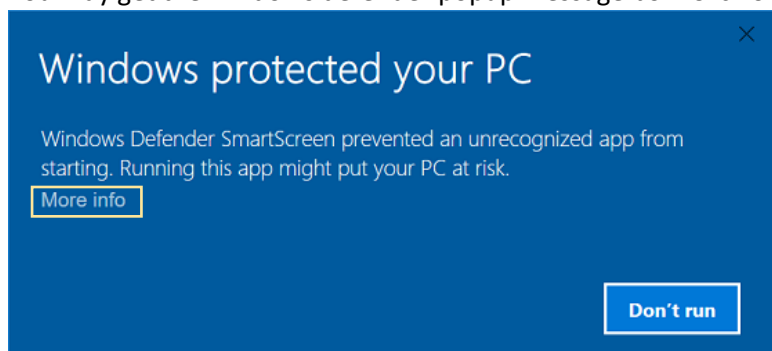 Windows protected your PC
Windows Defender SmartScreen prevented an unrecognized app from
starting. Running this app might put your PC at risk.
More info
Don't run